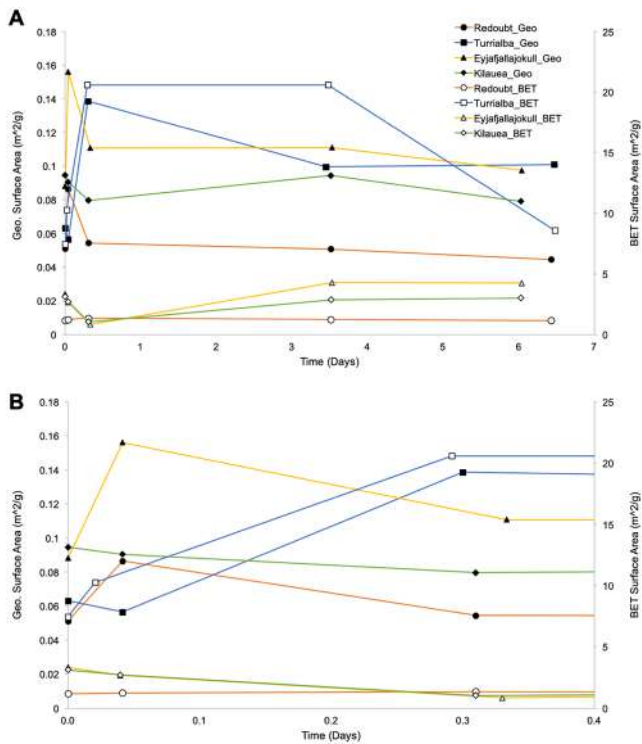 A
Redoubt_Geo
Turrialba_Geo
Eyjafjallajokull_Geo
Kilauea_Geo
Redoubt_BET
Turrialba_BET
Eyjafjallajokull_BET
Kilauea_BET
Geo. Surface Area (m^2/g)
0.18
0.16
0.14
0.12
0.1
0.08
0.06
0.04
0.02
0
25
20
15
10
5
0
BET Surface Area (m^2/g)
0 1 2 3 4 5 6 7
Time (Days)
B
Geo. Surface Area (m^2/g)
0.18
0.16
0.14
0.12
0.1
0.08
0.06
0.04
0.02
0
25
20
15
10
5
0
BET Surface Area (m^2/g)
0.0 0.1 0.2 0.3 0.4
Time (Days)